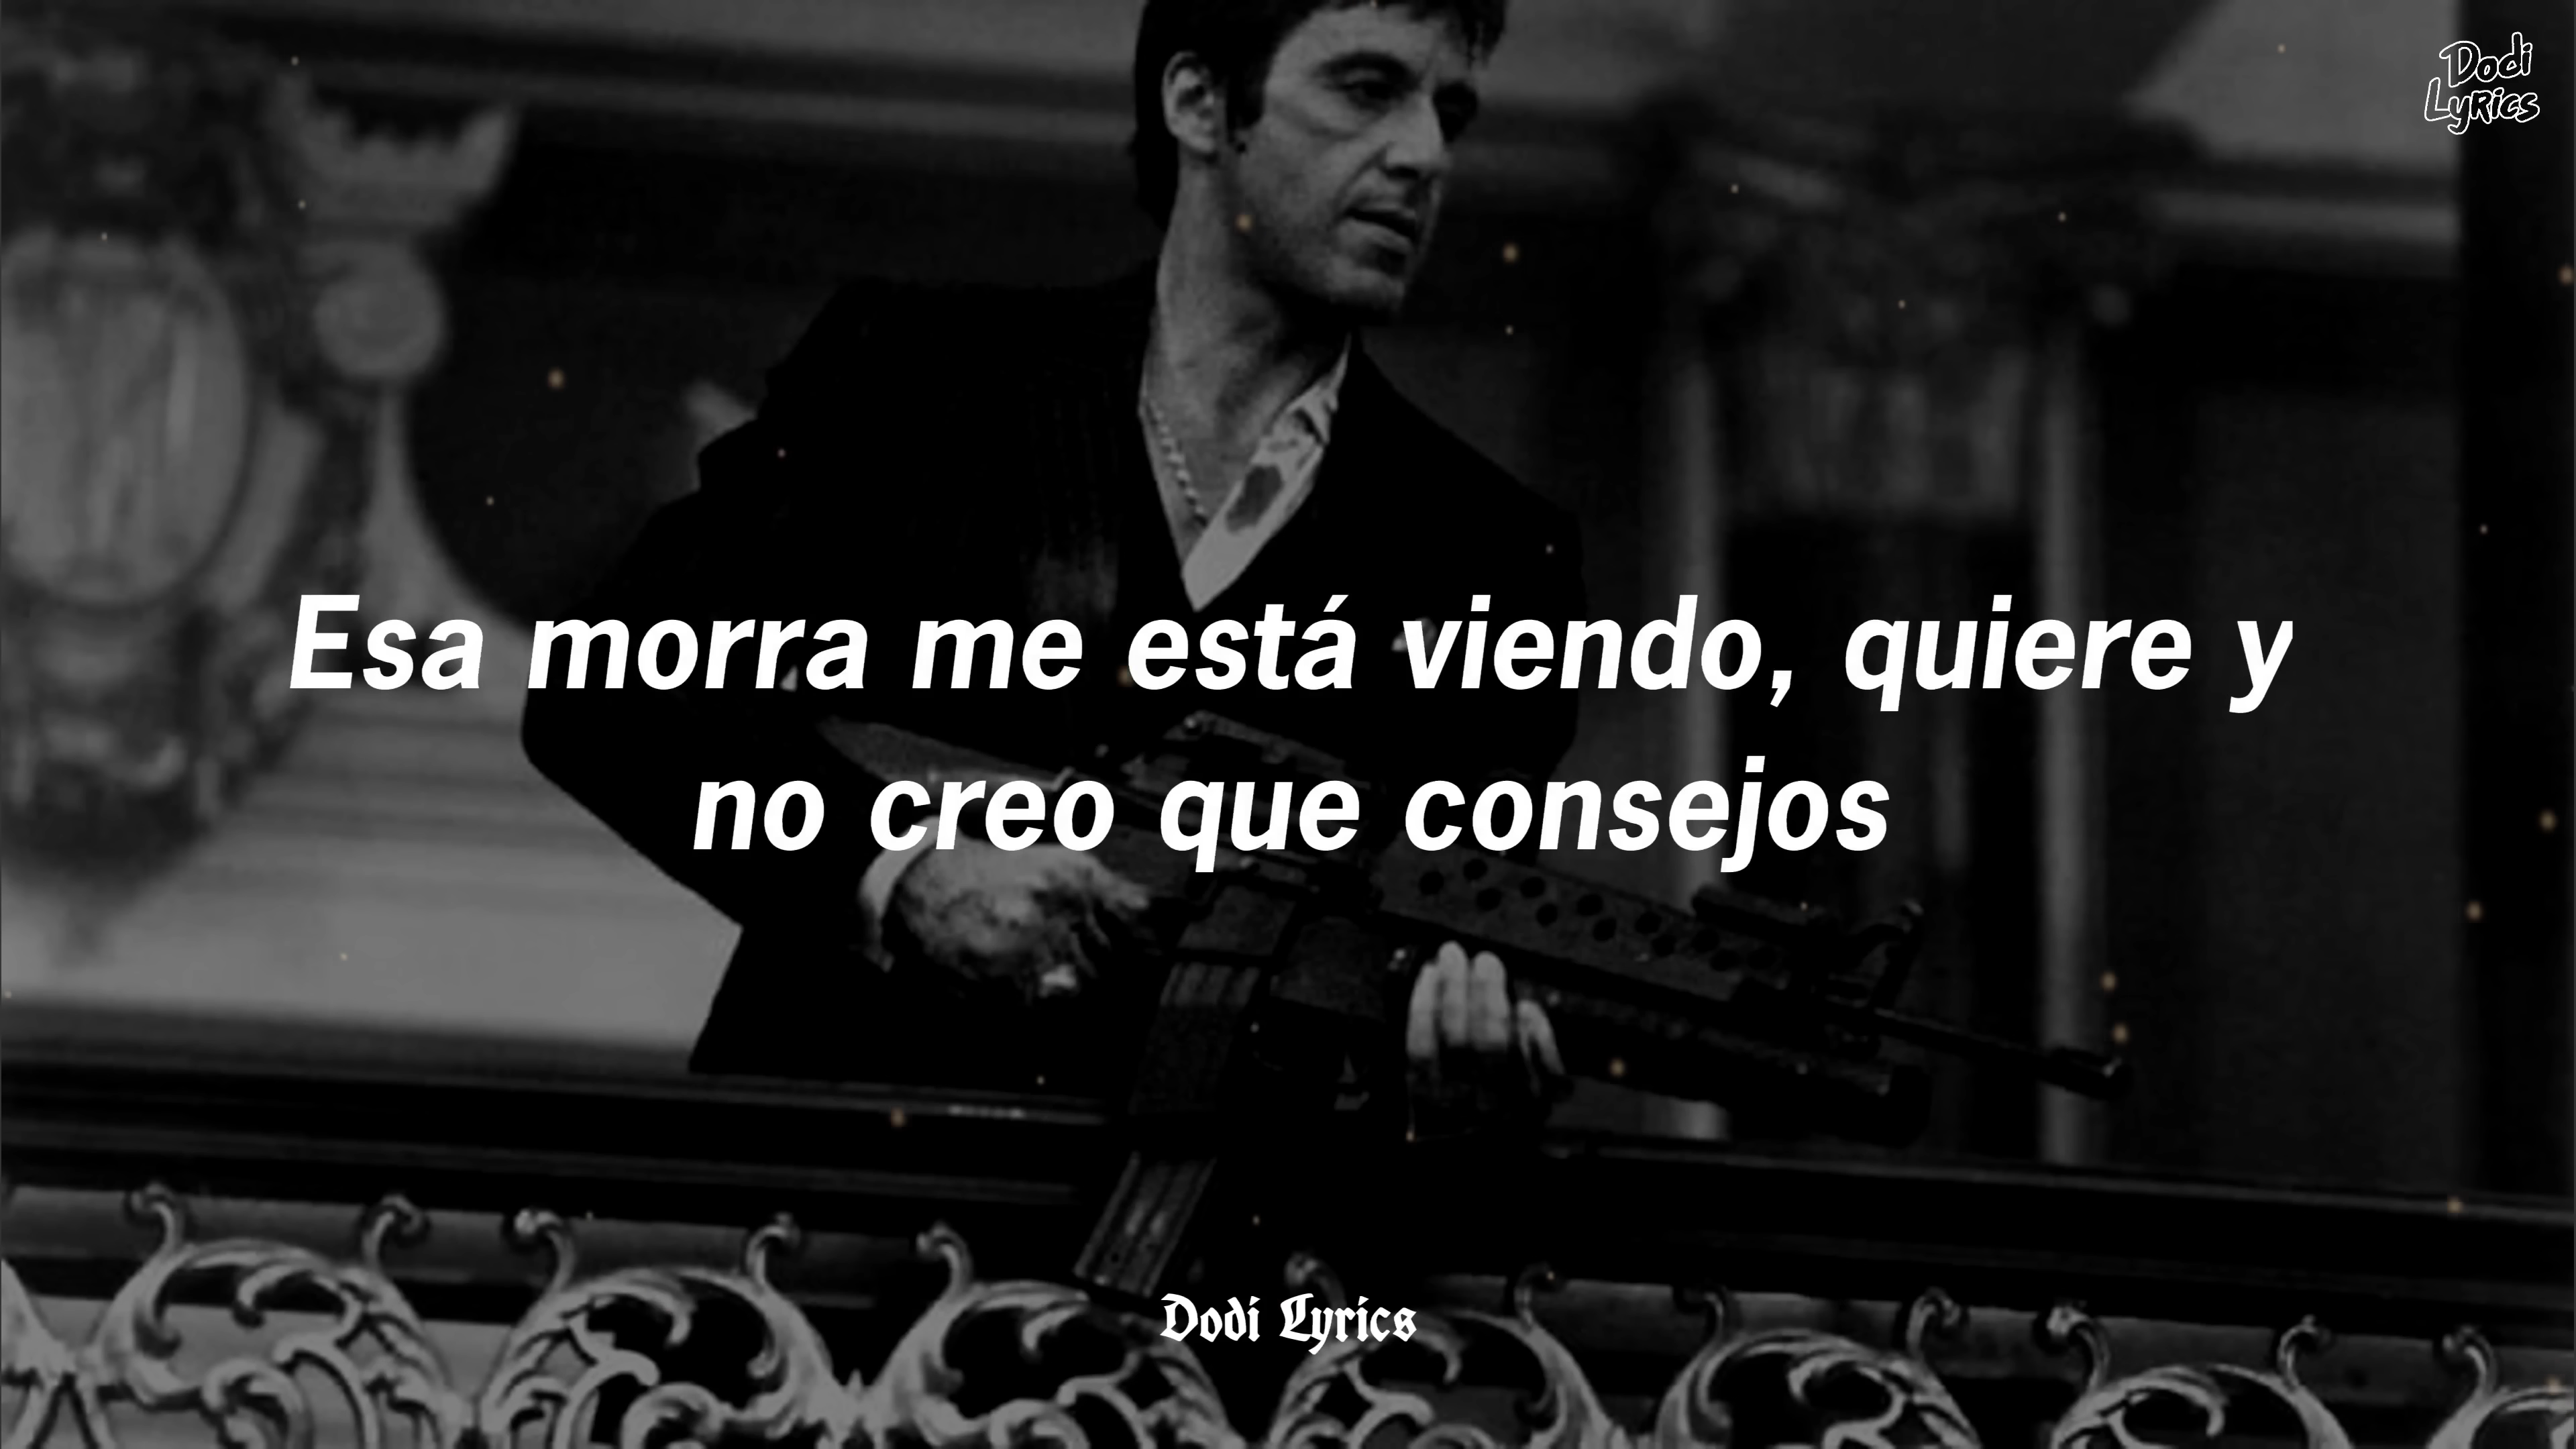 Dodi
Lyrics
Esa morra me está viendo, quiere y
no creo que consejos
Dodi Lyrics